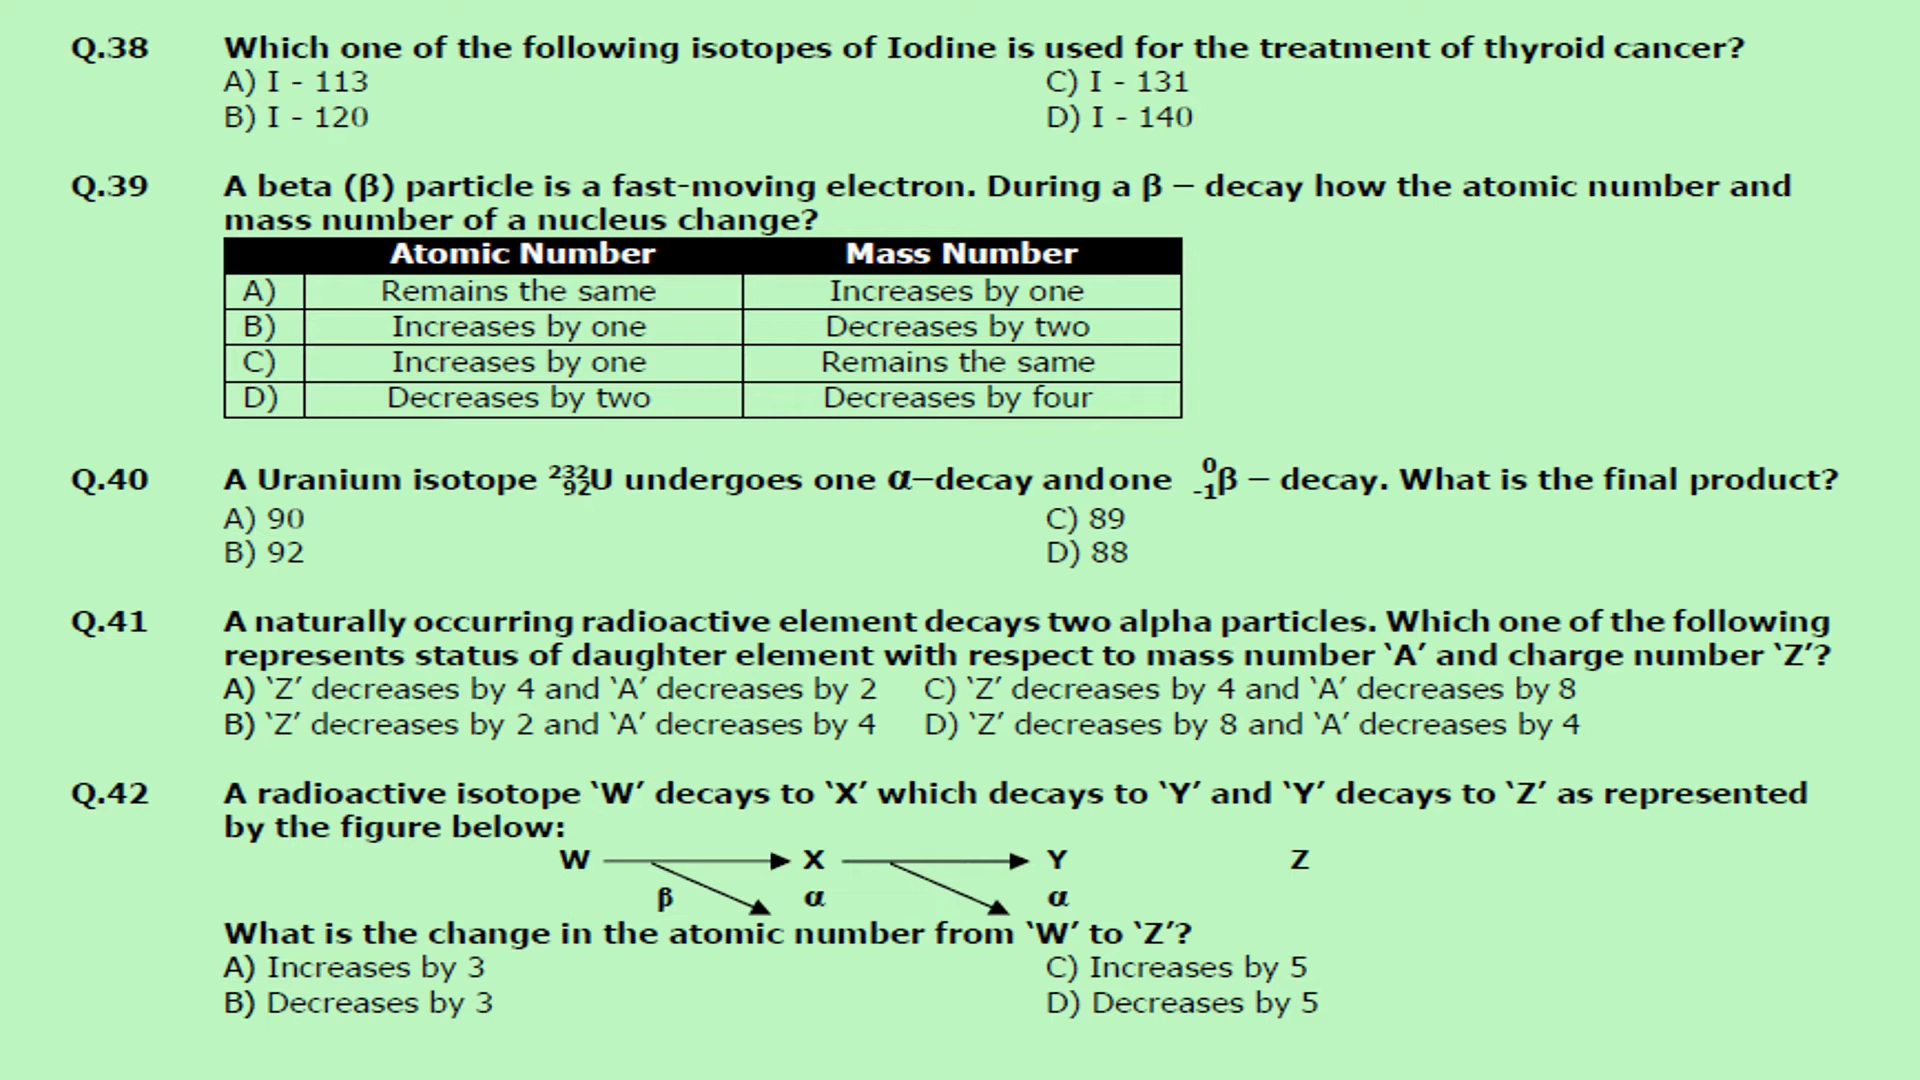 Q.38 Which one of the following isotopes of Iodine is used for the treatment of thyroid cancer?
A) I - 113 C) I - 131
B) I - 120 D) I - 140
Q.39 A beta (β) particle is a fast-moving electron. During a β – decay how the atomic number and
mass number of a nucleus change?
Atomic Number Mass Number
A) Remains the same Increases by one
B) Increases by one Decreases by two
C) Increases by one Remains the same
D) Decreases by two Decreases by four
Q.40 A Uranium isotope ²³²₉₂U undergoes one α–decay and one ⁰₋₁β – decay. What is the final product?
A) 90 C) 89
B) 92 D) 88
Q.41 A naturally occurring radioactive element decays two alpha particles. Which one of the following
represents status of daughter element with respect to mass number ‘A’ and charge number ‘Z’?
A) ‘Z’ decreases by 4 and ‘A’ decreases by 2 C) ‘Z’ decreases by 4 and ‘A’ decreases by 8
B) ‘Z’ decreases by 2 and ‘A’ decreases by 4 D) ‘Z’ decreases by 8 and ‘A’ decreases by 4
Q.42 A radioactive isotope ‘W’ decays to ‘X’ which decays to ‘Y’ and ‘Y’ decays to ‘Z’ as represented
by the figure below:
W X Y Z
β α α
What is the change in the atomic number from ‘W’ to ‘Z’?
A) Increases by 3 C) Increases by 5
B) Decreases by 3 D) Decreases by 5